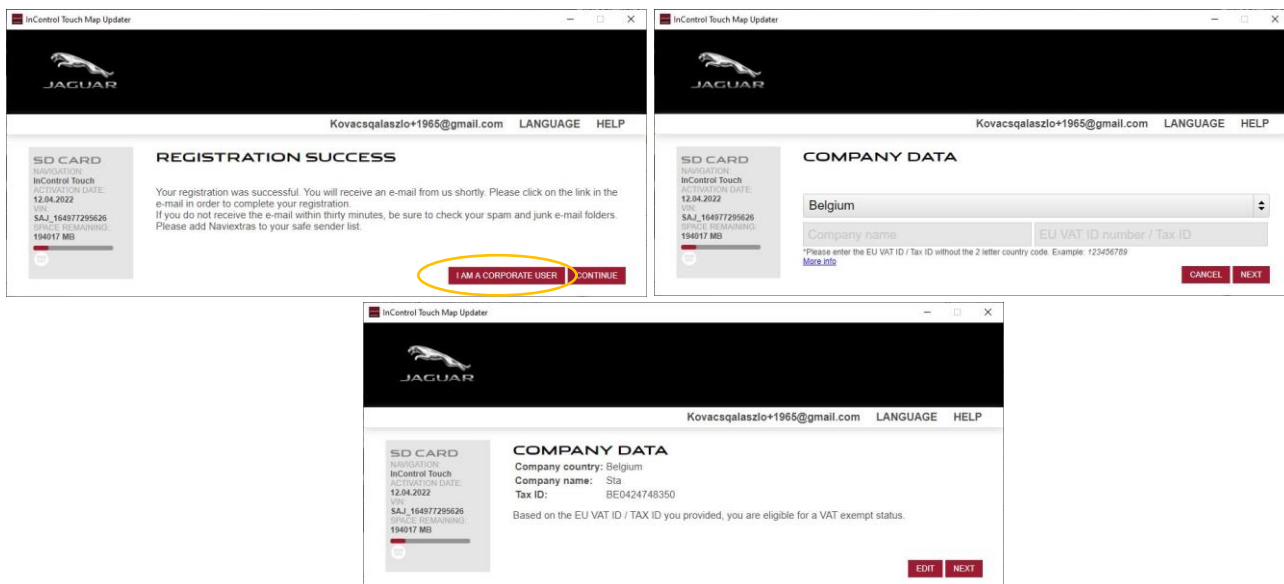 InControl Touch Map Updater
JAGUAR
Kovacsqalaszlo+1965@gmail.com LANGUAGE HELP
SD CARD
NAVIGATION:
InControl Touch
ACTIVATION DATE:
12.04.2022
VIN:
SAJ_164977295626
SPACE REMAINING:
194017 MB
REGISTRATION SUCCESS
Your registration was successful. You will receive an e-mail from us shortly. Please click on the link in the
e-mail in order to complete your registration.
If you do not receive the e-mail within thirty minutes, be sure to check your spam and junk e-mail folders.
Please add Naviextras to your safe sender list.
I AM A CORPORATE USER CONTINUE
InControl Touch Map Updater
JAGUAR
Kovacsqalaszlo+1965@gmail.com LANGUAGE HELP
SD CARD
NAVIGATION:
InControl Touch
ACTIVATION DATE:
12.04.2022
VIN:
SAJ_164977295626
SPACE REMAINING:
194017 MB
COMPANY DATA
Belgium
Company name EU VAT ID number / Tax ID
*Please enter the EU VAT ID / Tax ID without the 2 letter country code. Example: 123456789
More info
CANCEL NEXT
InControl Touch Map Updater
JAGUAR
Kovacsqalaszlo+1965@gmail.com LANGUAGE HELP
SD CARD
NAVIGATION:
InControl Touch
ACTIVATION DATE:
12.04.2022
VIN:
SAJ_164977295626
SPACE REMAINING:
194017 MB
COMPANY DATA
Company country: Belgium
Company name: Sta
Tax ID: BE0424748350
Based on the EU VAT ID / TAX ID you provided, you are eligible for a VAT exempt status.
EDIT NEXT